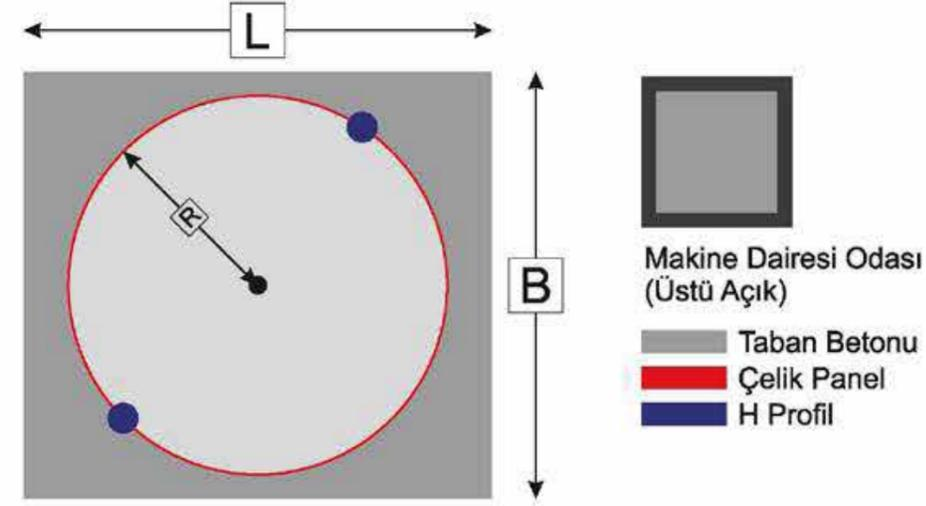 L
R
B
Makine Dairesi Odası
(Üstü Açık)
Taban Betonu
Çelik Panel
H Profil